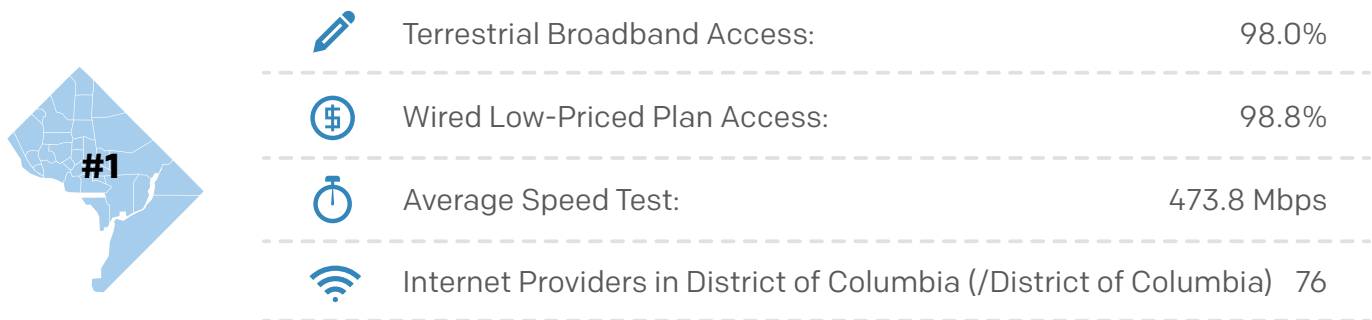 Terrestrial Broadband Access: 98.0%
Wired Low-Priced Plan Access: 98.8%
#1
Average Speed Test: 473.8 Mbps
Internet Providers in District of Columbia (/District of Columbia) 76